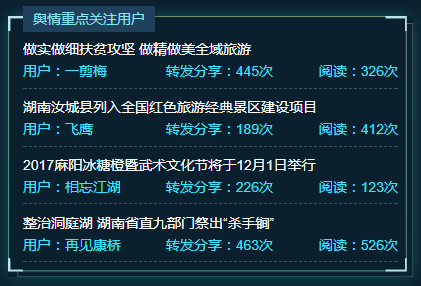 舆情重点关注用户
做实做细扶贫攻坚 做精做美全域旅游
用户：一剪梅 转发分享：445次 阅读：326次
湖南汝城县列入全国红色旅游经典景区建设项目
用户：飞鹰 转发分享：189次 阅读：412次
2017麻阳冰糖橙暨武术文化节将于12月1日举行
用户：相忘江湖 转发分享：226次 阅读：123次
整治洞庭湖 湖南省直九部门祭出“杀手锏”
用户：再见康桥 转发分享：463次 阅读：526次